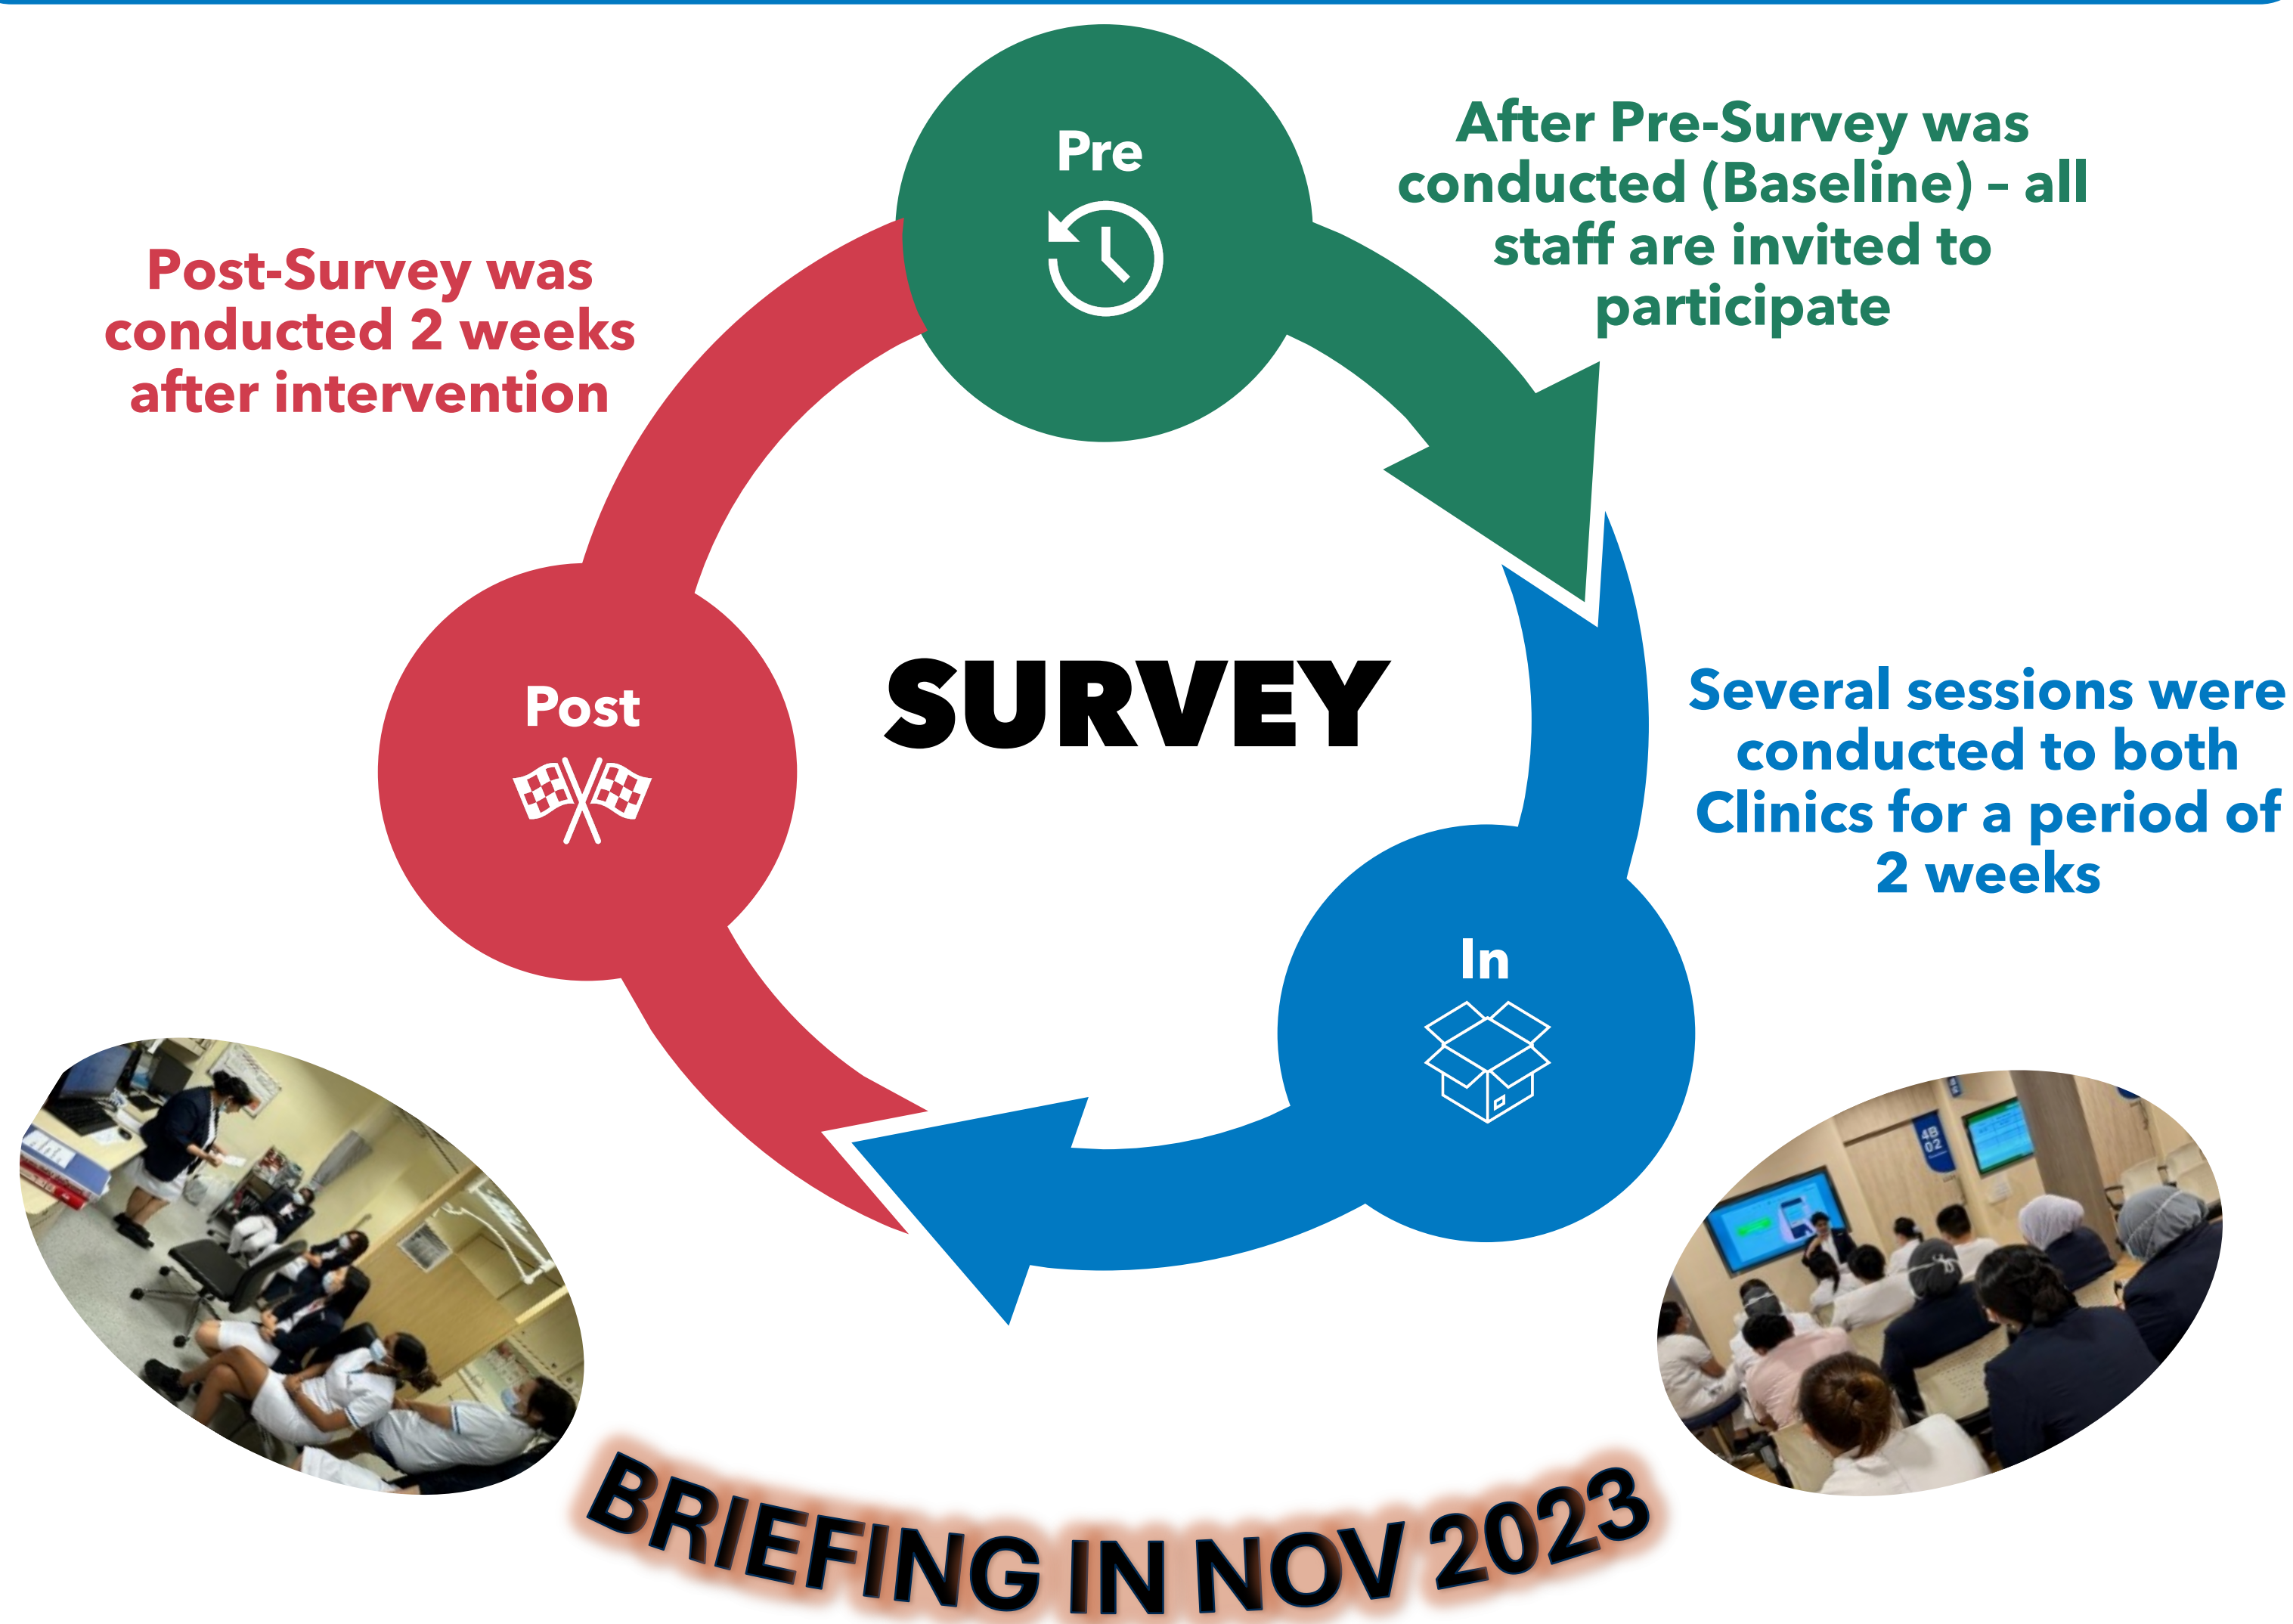 Pre
After Pre-Survey was
conducted (Baseline) – all
staff are invited to
participate
Post-Survey was
conducted 2 weeks
after intervention
SURVEY
Post
Several sessions were
conducted to both
Clinics for a period of
2 weeks
In
4B
02
BRIEFING IN NOV 2023